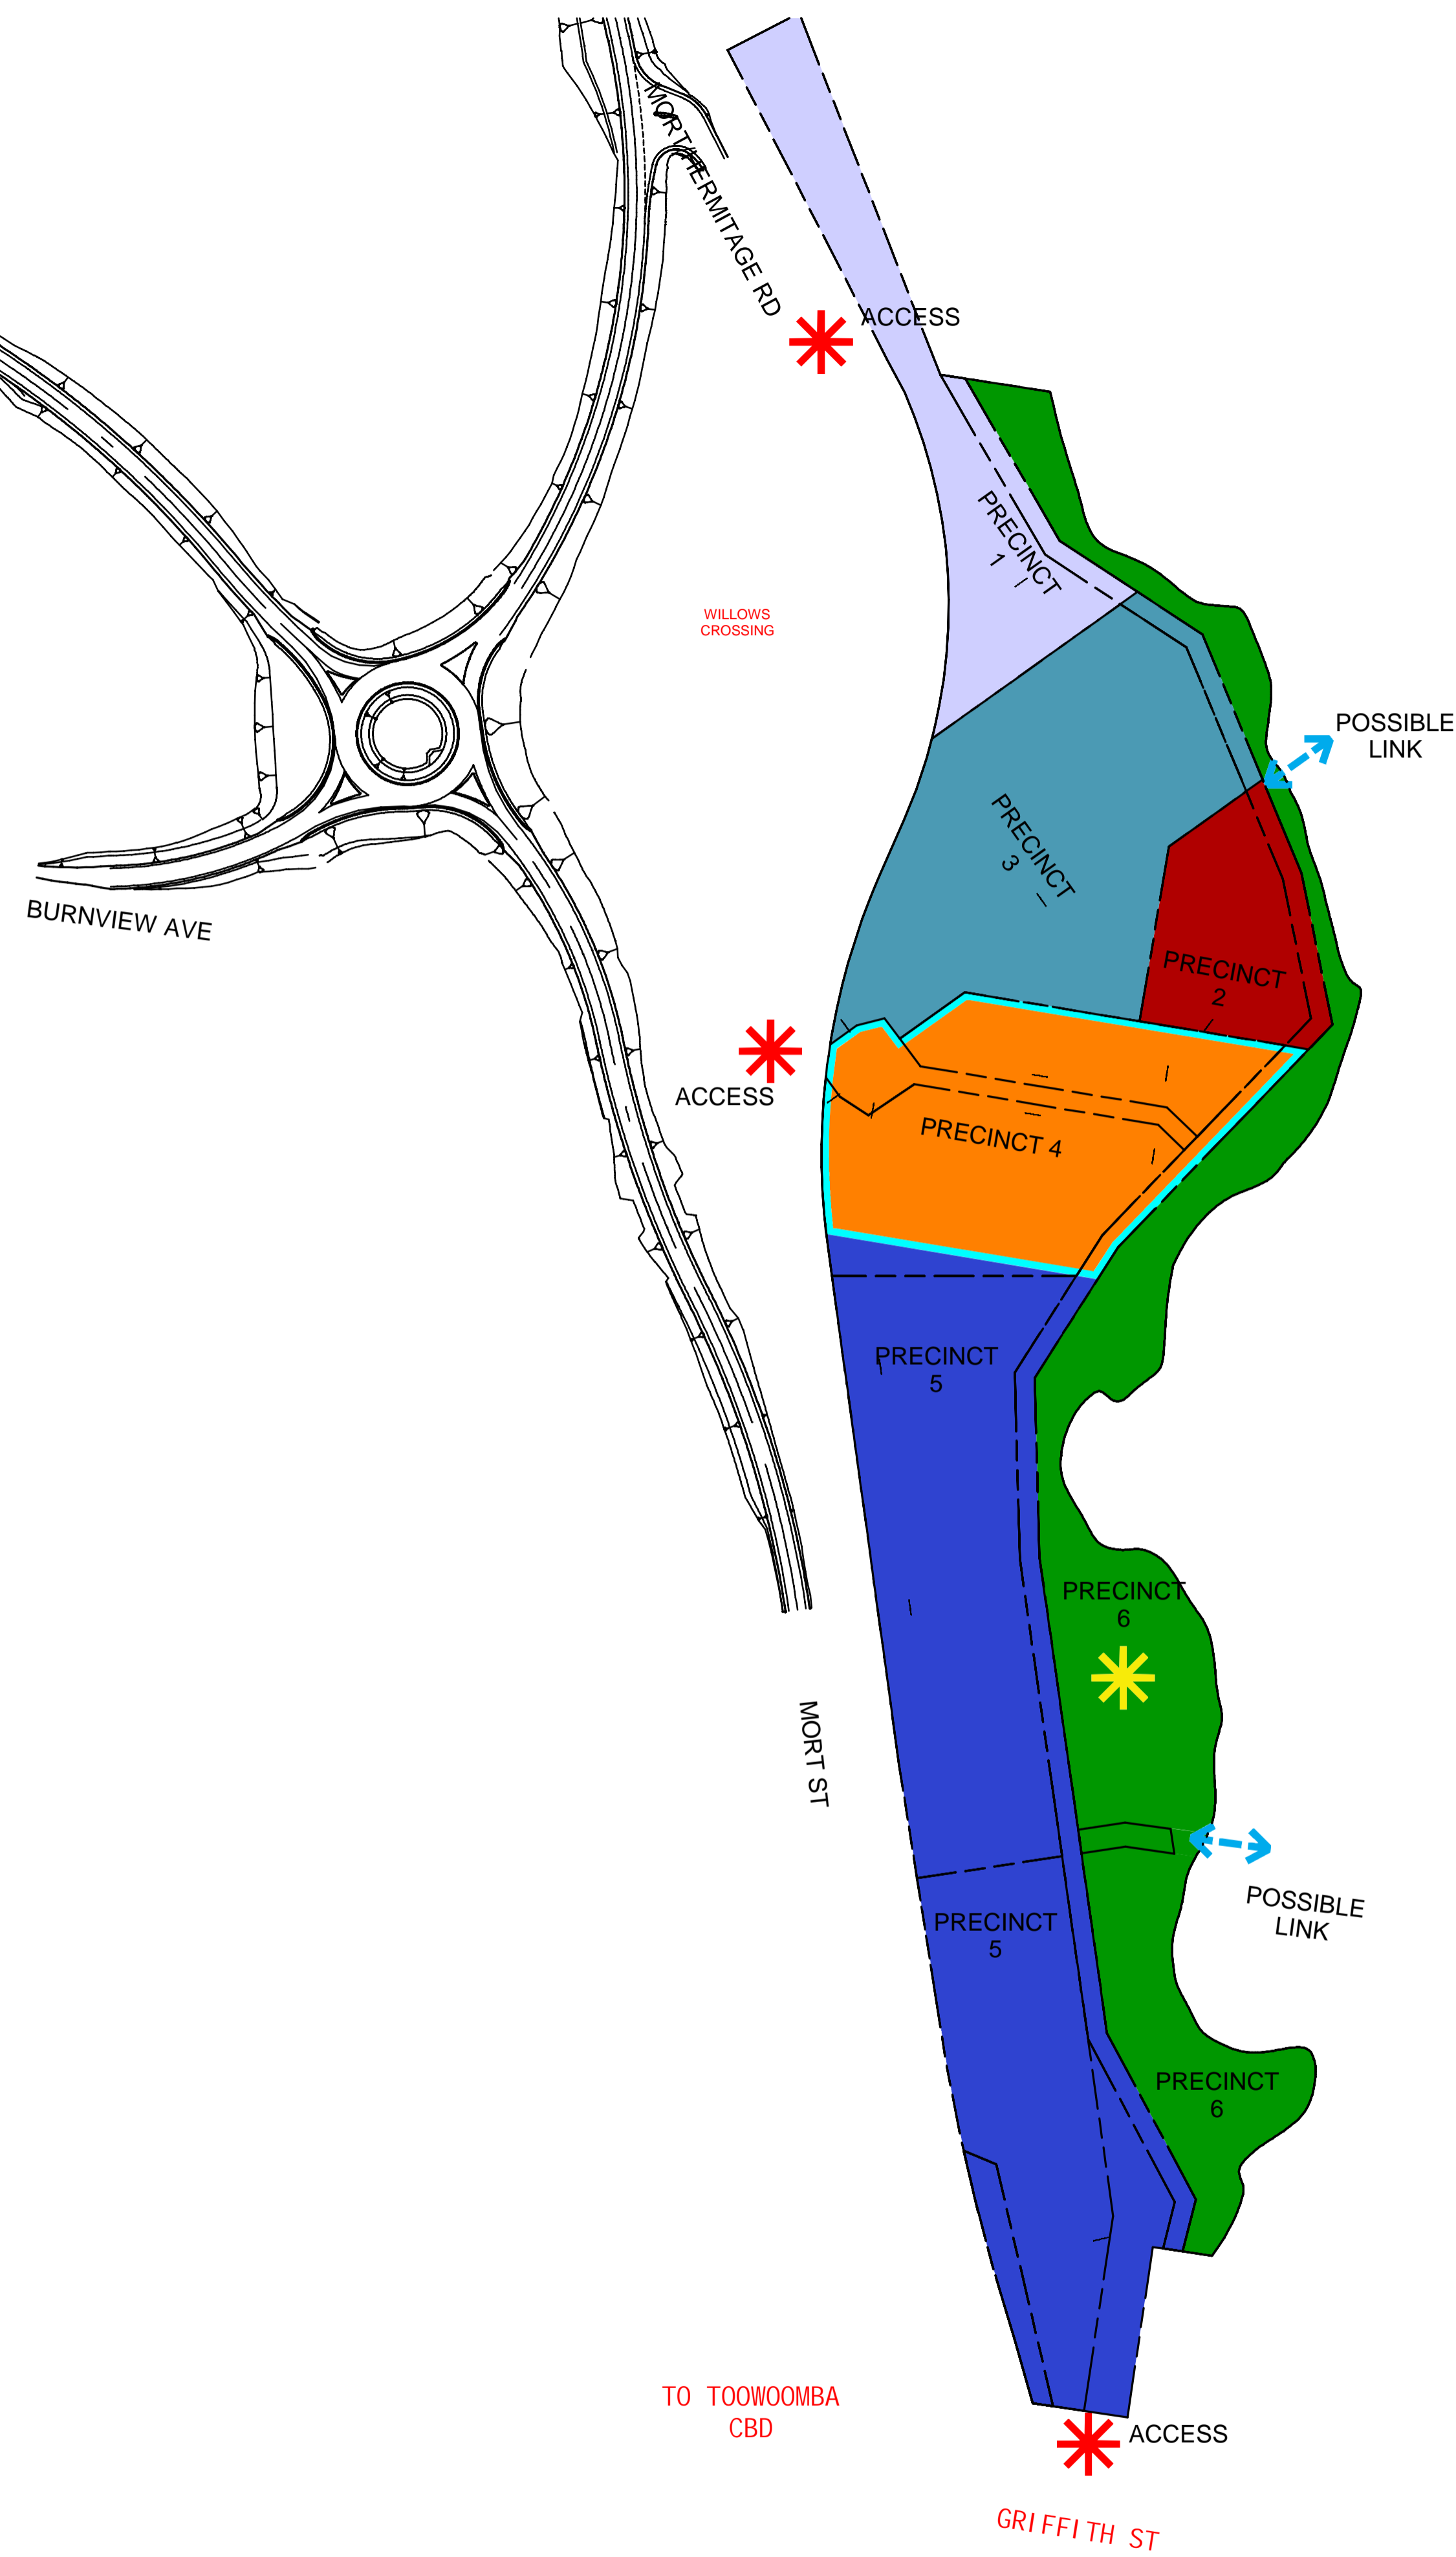 MORT/HERMITAGE RD
ACCESS
PRECINCT
1
WILLOWS
CROSSING
POSSIBLE
LINK
PRECINCT
3
BURNVIEW AVE
PRECINCT
2
ACCESS
PRECINCT 4
PRECINCT
5
PRECINCT
6
MORT ST
POSSIBLE
LINK
PRECINCT
5
PRECINCT
6
TO TOOWOOMBA
CBD
ACCESS
GRIFFITH ST